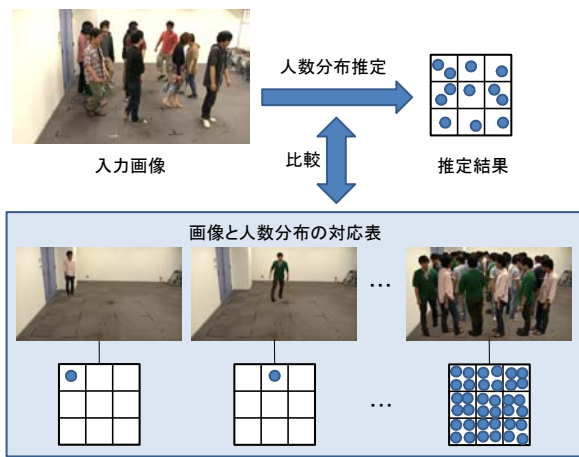 人数分布推定
入力画像
比較
推定結果
画像と人数分布の対応表
…
…